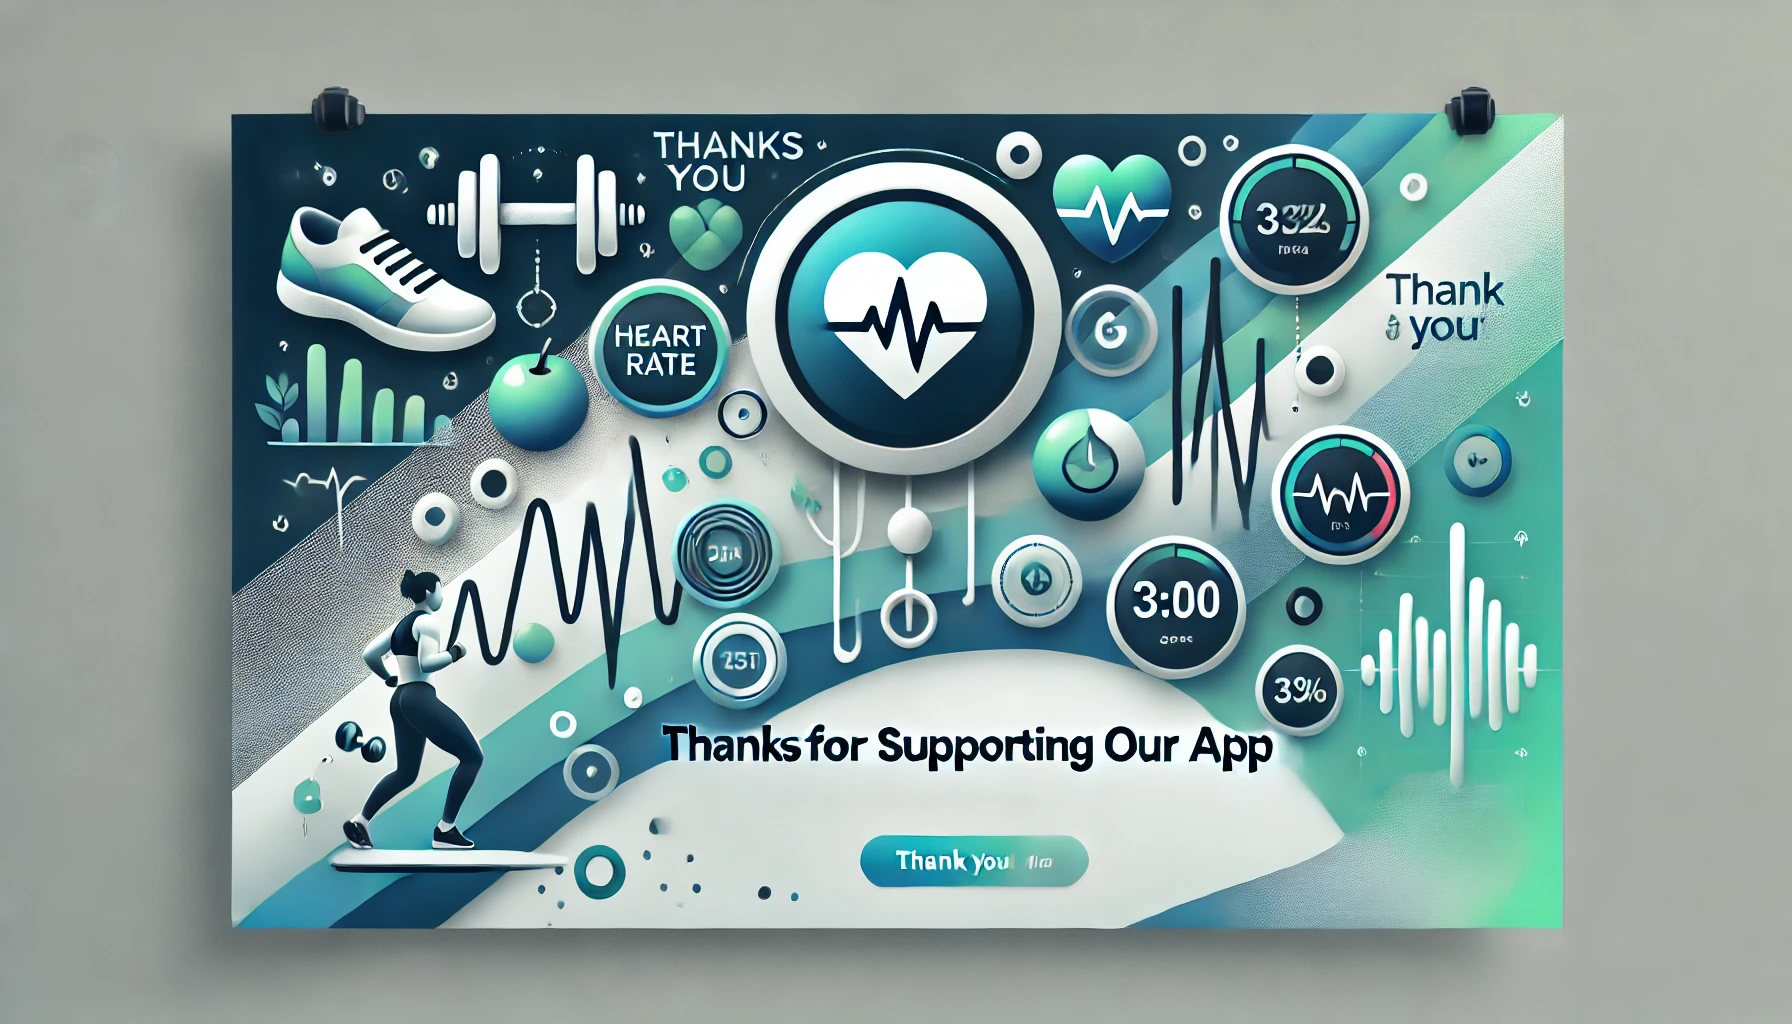 THANKS
YOU
HEART
RATE
Thank
you
3:00
3%
Thanks for Supporting Our App
Thank you